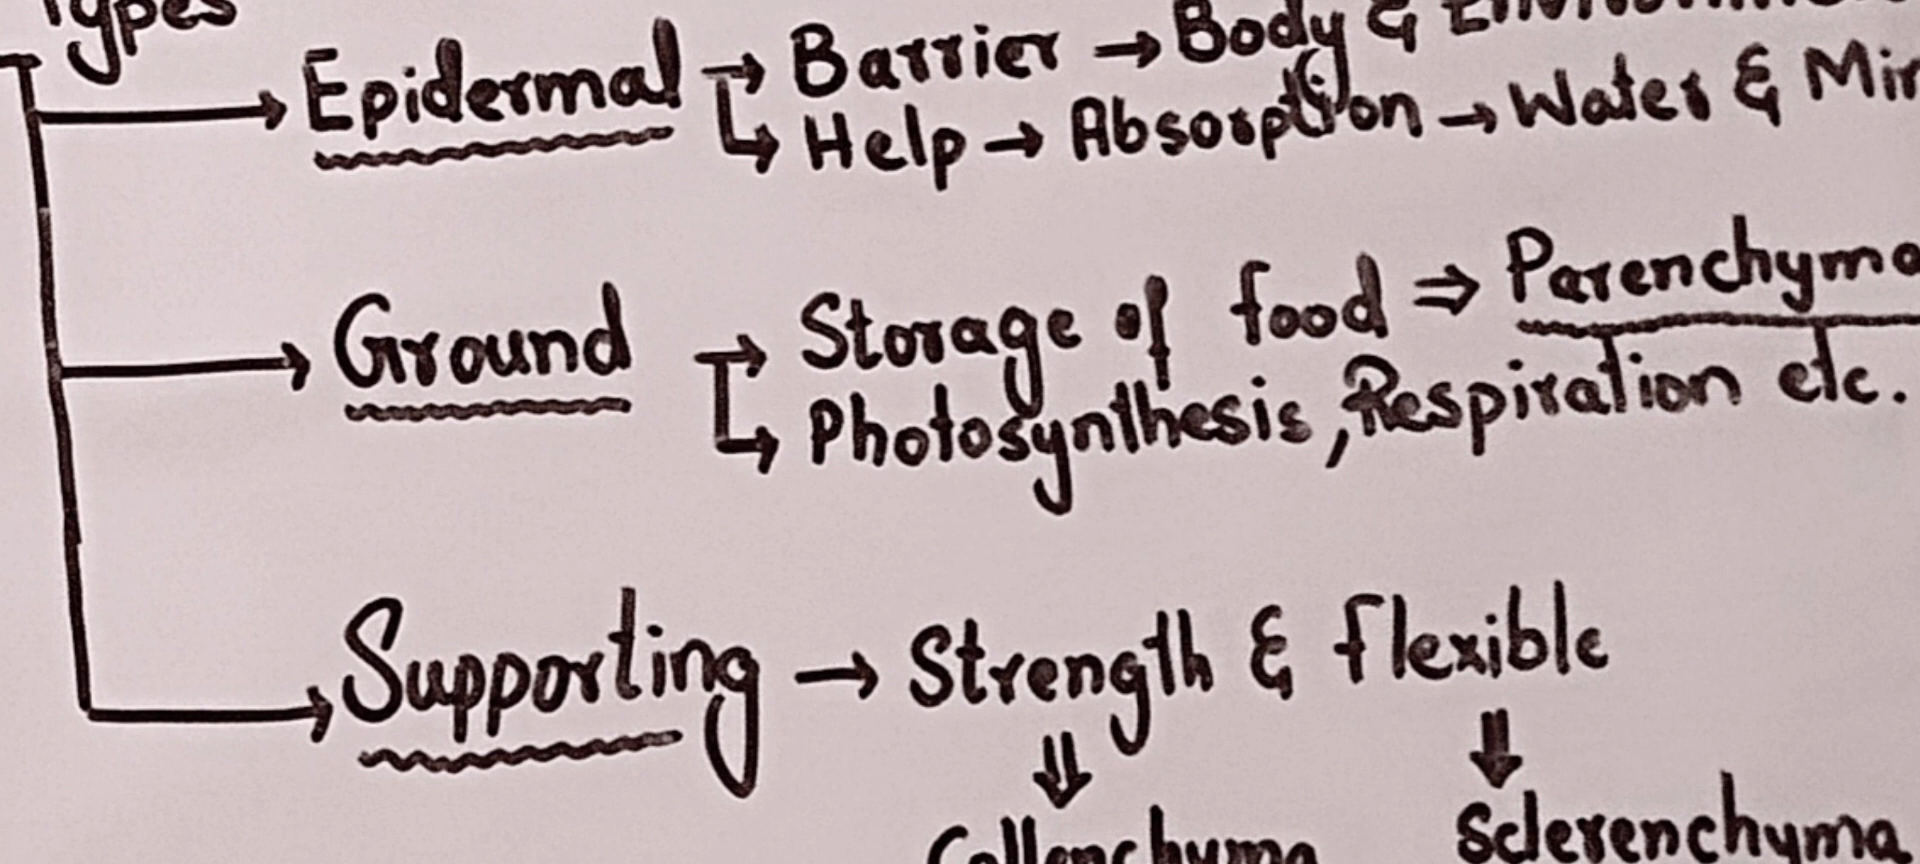 Types
Epidermal → Barrier → Body &
↳ Help → Absorption → Water &
Ground → Storage of food ⇒ Parenchyma
↳ Photosynthesis, Respiration etc.
Supporting → Strength & flexible
⇓ ⬇
Collenchyma Sclerenchyma